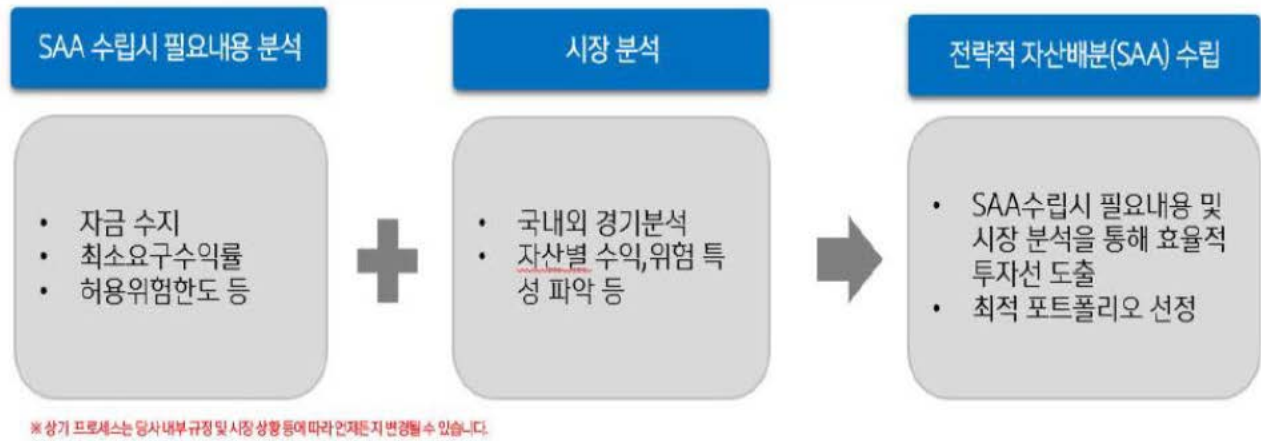 SAA 수립시 필요내용 분석
• 자금 수지
• 최소요구수익률
• 허용위험한도 등
시장 분석
• 국내외 경기분석
• 자산별 수익,위험 특
성 파악 등
전략적 자산배분(SAA) 수립
• SAA수립시 필요내용 및
시장 분석을 통해 효율적
투자선 도출
• 최적 포트폴리오 선정
※ 상기 프로세스는 당사 내부 규정 및 시장 상황 등에 따라 언제든지 변경될 수 있습니다.